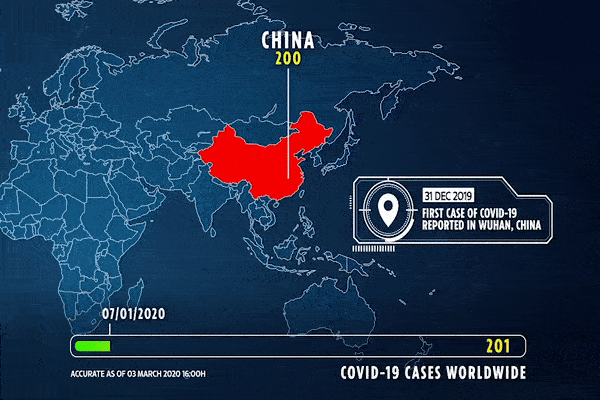 CHINA
200
31 DEC 2019
FIRST CASE OF COVID-19
REPORTED IN WUHAN, CHINA
07/01/2020
201
ACCURATE AS OF 03 MARCH 2020 16:00H
COVID-19 CASES WORLDWIDE